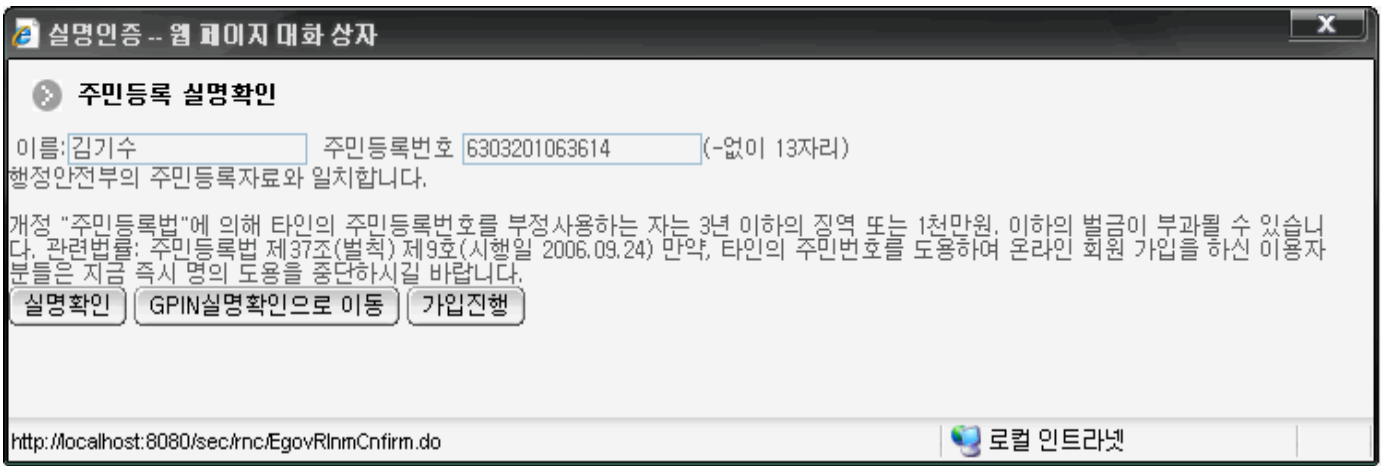 실명인증 -- 웹 페이지 대화 상자
주민등록 실명확인
이름: 김기수 주민등록번호 6303201063614 (-없이 13자리)
행정안전부의 주민등록자료와 일치합니다.
개정 "주민등록법"에 의해 타인의 주민등록번호를 부정사용하는 자는 3년 이하의 징역 또는 1천만원. 이하의 벌금이 부과될 수 있습니
다. 관련법률: 주민등록법 제37조(벌칙) 제9호(시행일 2006.09.24) 만약, 타인의 주민번호를 도용하여 온라인 회원 가입을 하신 이용자
분들은 지금 즉시 명의 도용을 중단하시길 바랍니다.
실명확인 GPIN실명확인으로 이동 가입진행
http://localhost:8080/sec/rnc/EgovRlnmCnfirm.do 로컬 인트라넷